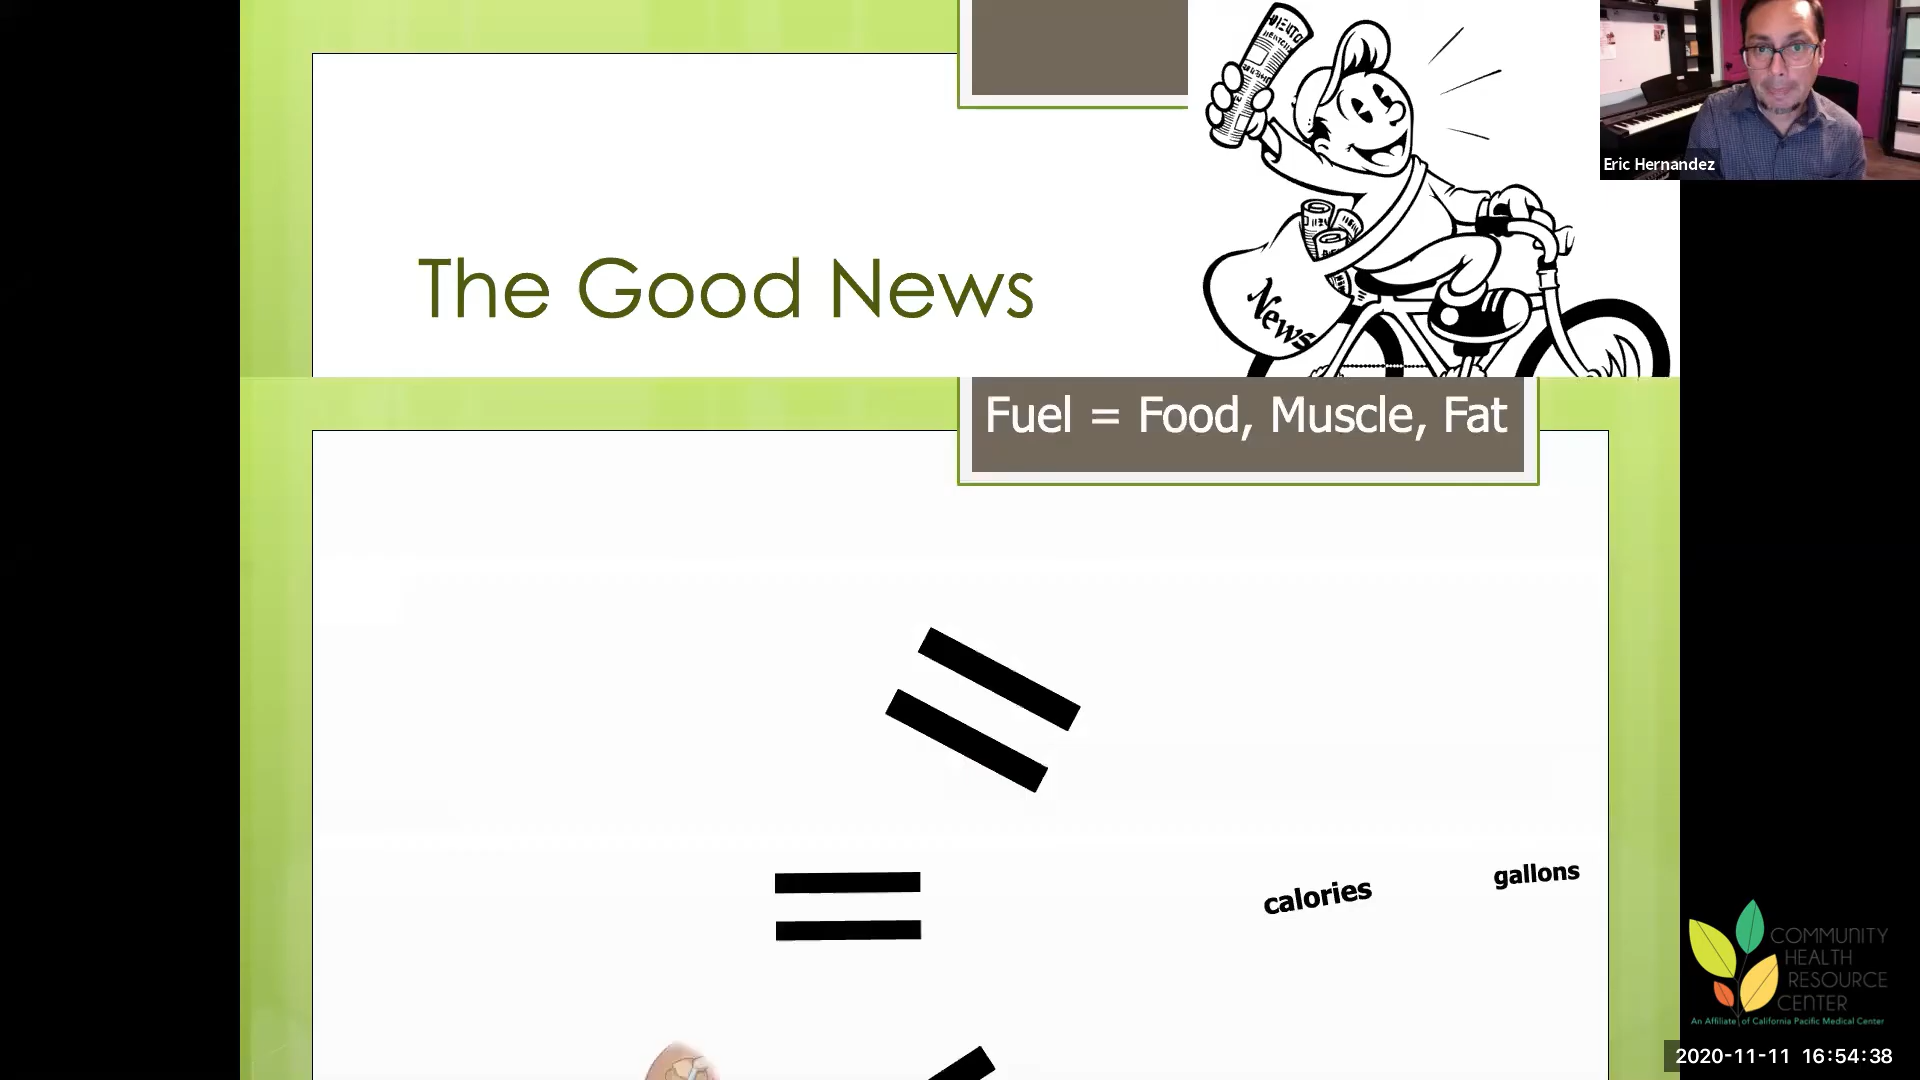 The Good News
News
Eric Hernandez
Fuel = Food, Muscle, Fat
calories
gallons
COMMUNITY
HEALTH
RESOURCE
CENTER
An Affiliate of California Pacific Medical Center
2020-11-11 16:54:38